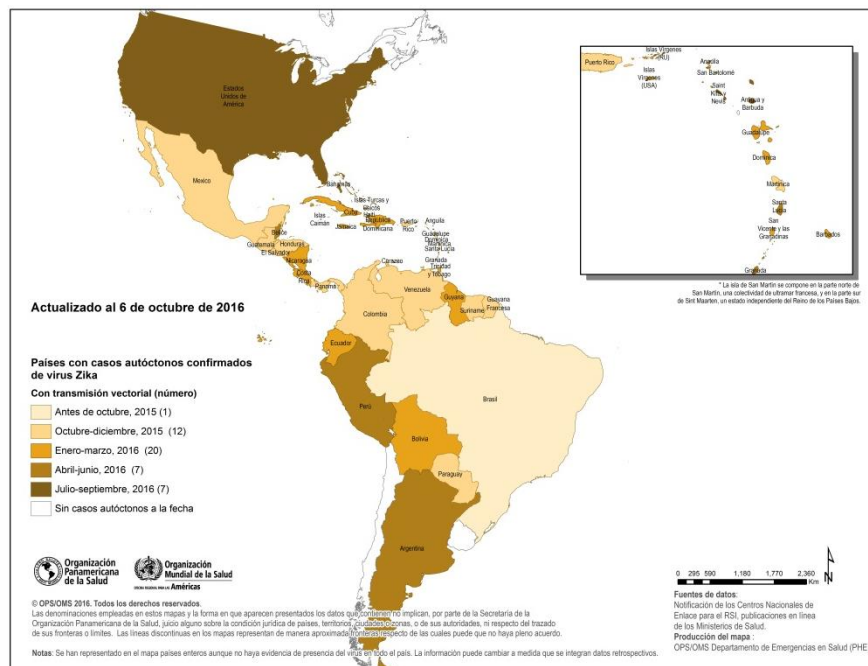 Estados
Unidos de
América
Mexico
Bahamas
Islas Turcas y
Caicos
Cuba
Haití
República
Dominicana
Islas
Caimán
Jamaica
Puerto
Rico
Anguila
Guadalupe
Dominica
Martinica
Santa Lucía
Granada
Trinidad
y Tobago
Curazao
Belice
Guatemala
Honduras
El Salvador
Nicaragua
Costa
Rica
Panamá
Venezuela
Guyana
Guayana
Francesa
Suriname
Colombia
Ecuador
Perú
Brasil
Bolivia
Paraguay
Argentina
Puerto Rico
Islas Vírgenes
Islas
Vírgenes
(USA)
Anguila
San Bartolomé
Saint
Kits y
Nevis
Antigua y
Barbuda
Guadalupe
Dominica
Martinica
Santa
Lucía
San
Vicente y las
Granadinas
Barbados
Granada
* La isla de San Martín se compone en la parte norte de
San Martín, una colectividad de ultramar francesa, y en la parte sur
de Sint Maarten, un estado independiente del Reino de los Países Bajos.
Actualizado al 6 de octubre de 2016
Países con casos autóctonos confirmados
de virus Zika
Con transmisión vectorial (número)
Antes de octubre, 2015 (1)
Octubre-diciembre, 2015 (12)
Enero-marzo, 2016 (20)
Abril-junio, 2016 (7)
Julio-septiembre, 2016 (7)
Sin casos autóctonos a la fecha
Organización
Panamericana
de la Salud
Organización
Mundial de la Salud
OFICINA REGIONAL PARA LAS Américas
© OPS/OMS 2016. Todos los derechos reservados.
Las denominaciones empleadas en estos mapas y la forma en que aparecen presentados los datos que contienen no implican, por parte de la Secretaría de la
Organización Panamericana de la Salud, juicio alguno sobre la condición jurídica de países, territorios, ciudades o zonas, o de sus autoridades, ni respecto del trazado
de sus fronteras o límites. Las líneas discontinuas en los mapas representan de manera aproximada fronteras respecto de las cuales puede que no haya pleno acuerdo.
Notas: Se han representado en el mapa países enteros aunque no haya evidencia de presencia del virus en todo el país. La información puede cambiar a medida que se integran datos retrospectivos.
N
0 295 590 1,180 1,770 2,360
Km
Fuentes de datos:
Notificación de los Centros Nacionales de
Enlace para el RSI, publicaciones en línea
de los Ministerios de Salud.
Producción del mapa :
OPS/OMS Departamento de Emergencias en Salud (PHE)